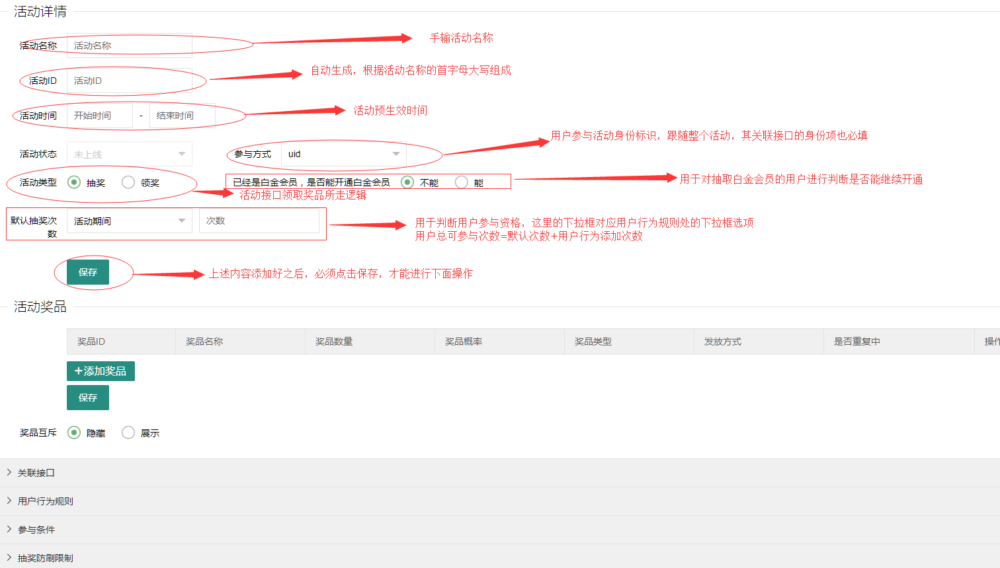 活动详情
活动名称 活动名称 手输活动名称
活动ID 活动ID 自动生成，根据活动名称的首字母大写组成
活动时间 开始时间 - 结束时间 活动预生效时间
用户参与活动身份标识，跟随整个活动，其关联接口的身份项也必填
活动状态 未上线 参与方式 uid
活动类型 抽奖 领奖 已经是白金会员，是否能开通白金会员 不能 能 用于对抽取白金会员的用户进行判断是否能继续开通
活动接口领取奖品所走逻辑
默认抽奖次 活动期间 次数 用于判断用户参与资格，这里的下拉框对应用户行为规则处的下拉框选项
数 用户总可参与次数=默认次数+用户行为添加次数
保存 上述内容添加好之后，必须点击保存，才能进行下面操作
活动奖品
奖品ID 奖品名称 奖品数量 奖品概率 奖品类型 发放方式 是否重复中 操作
+添加奖品
保存
奖品互斥 隐藏 展示
关联接口
用户行为规则
参与条件
抽奖防刷限制